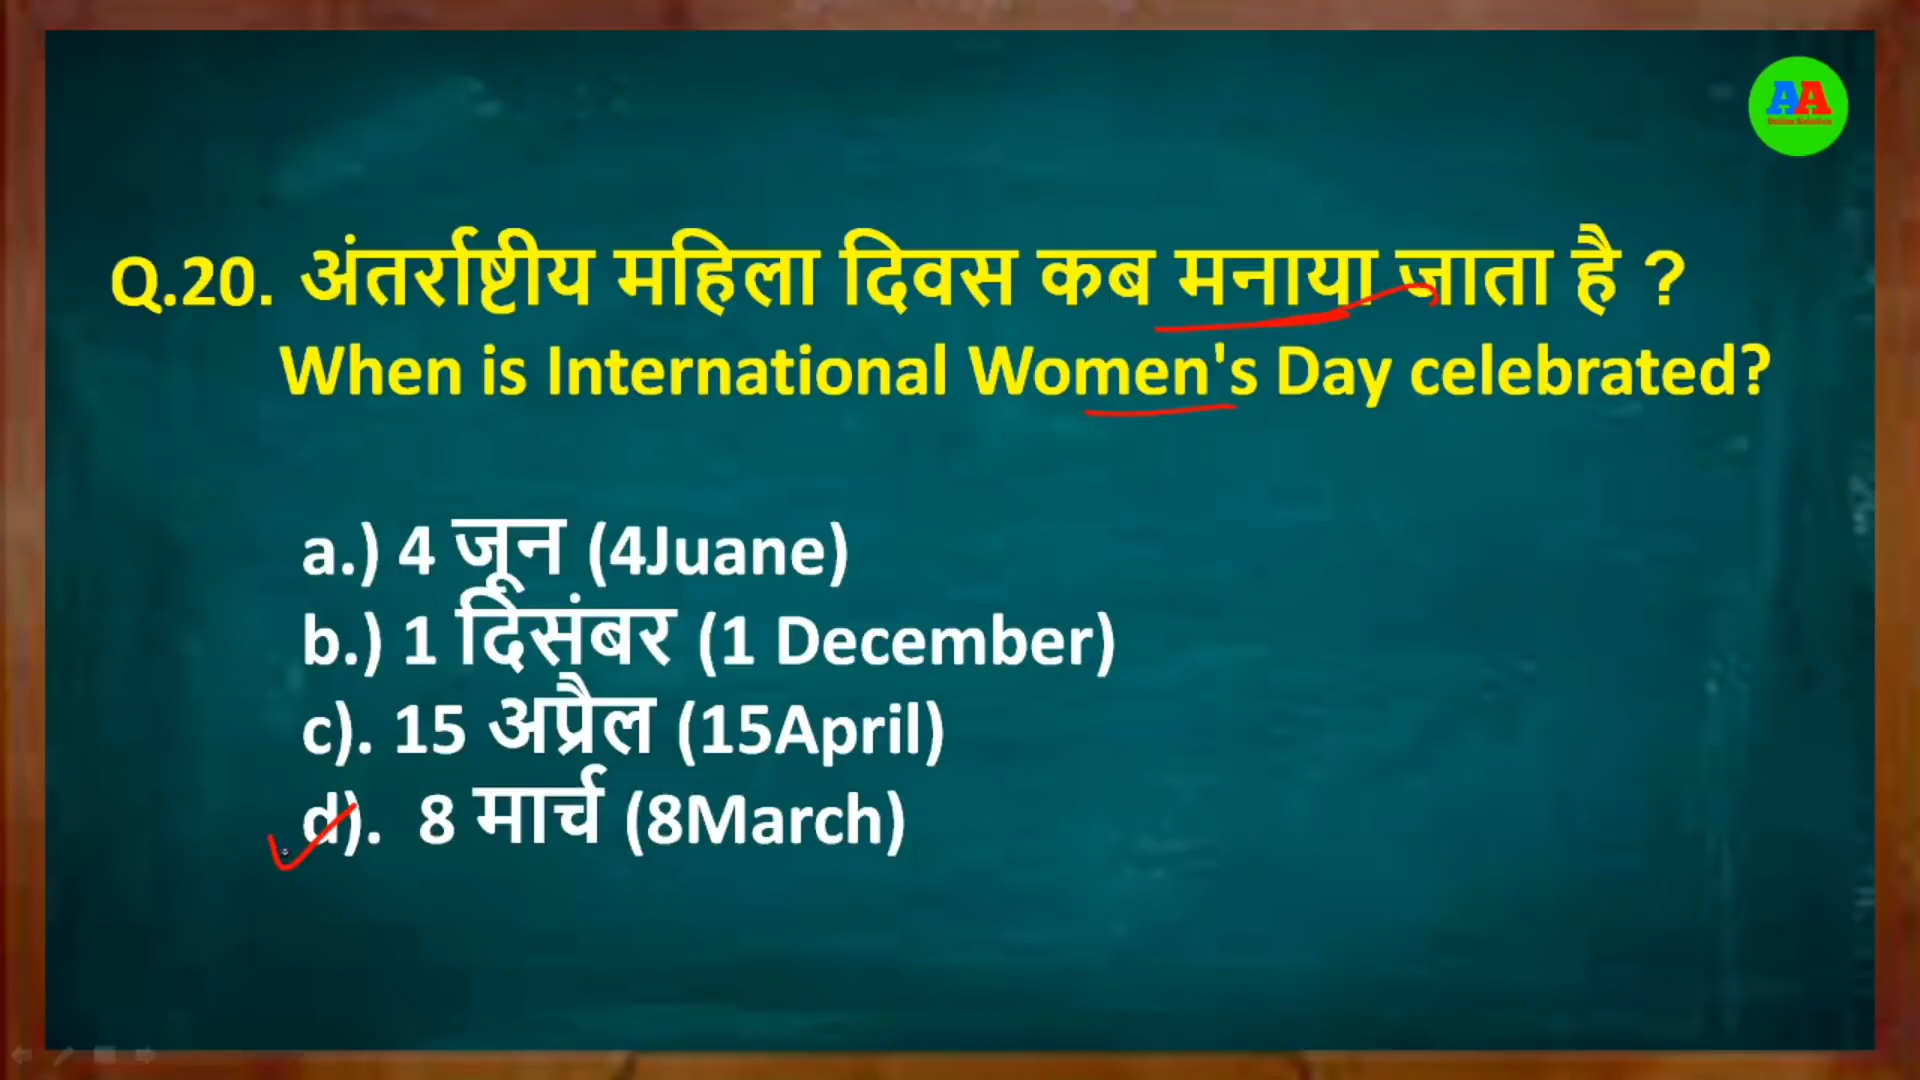 AA
Q.20. अंतर्राष्ट्रीय महिला दिवस कब मनाया जाता है ?
When is International Women's Day celebrated?
a.) 4 जून (4Juane)
b.) 1 दिसंबर (1 December)
c). 15 अप्रैल (15April)
d). 8 मार्च (8March)